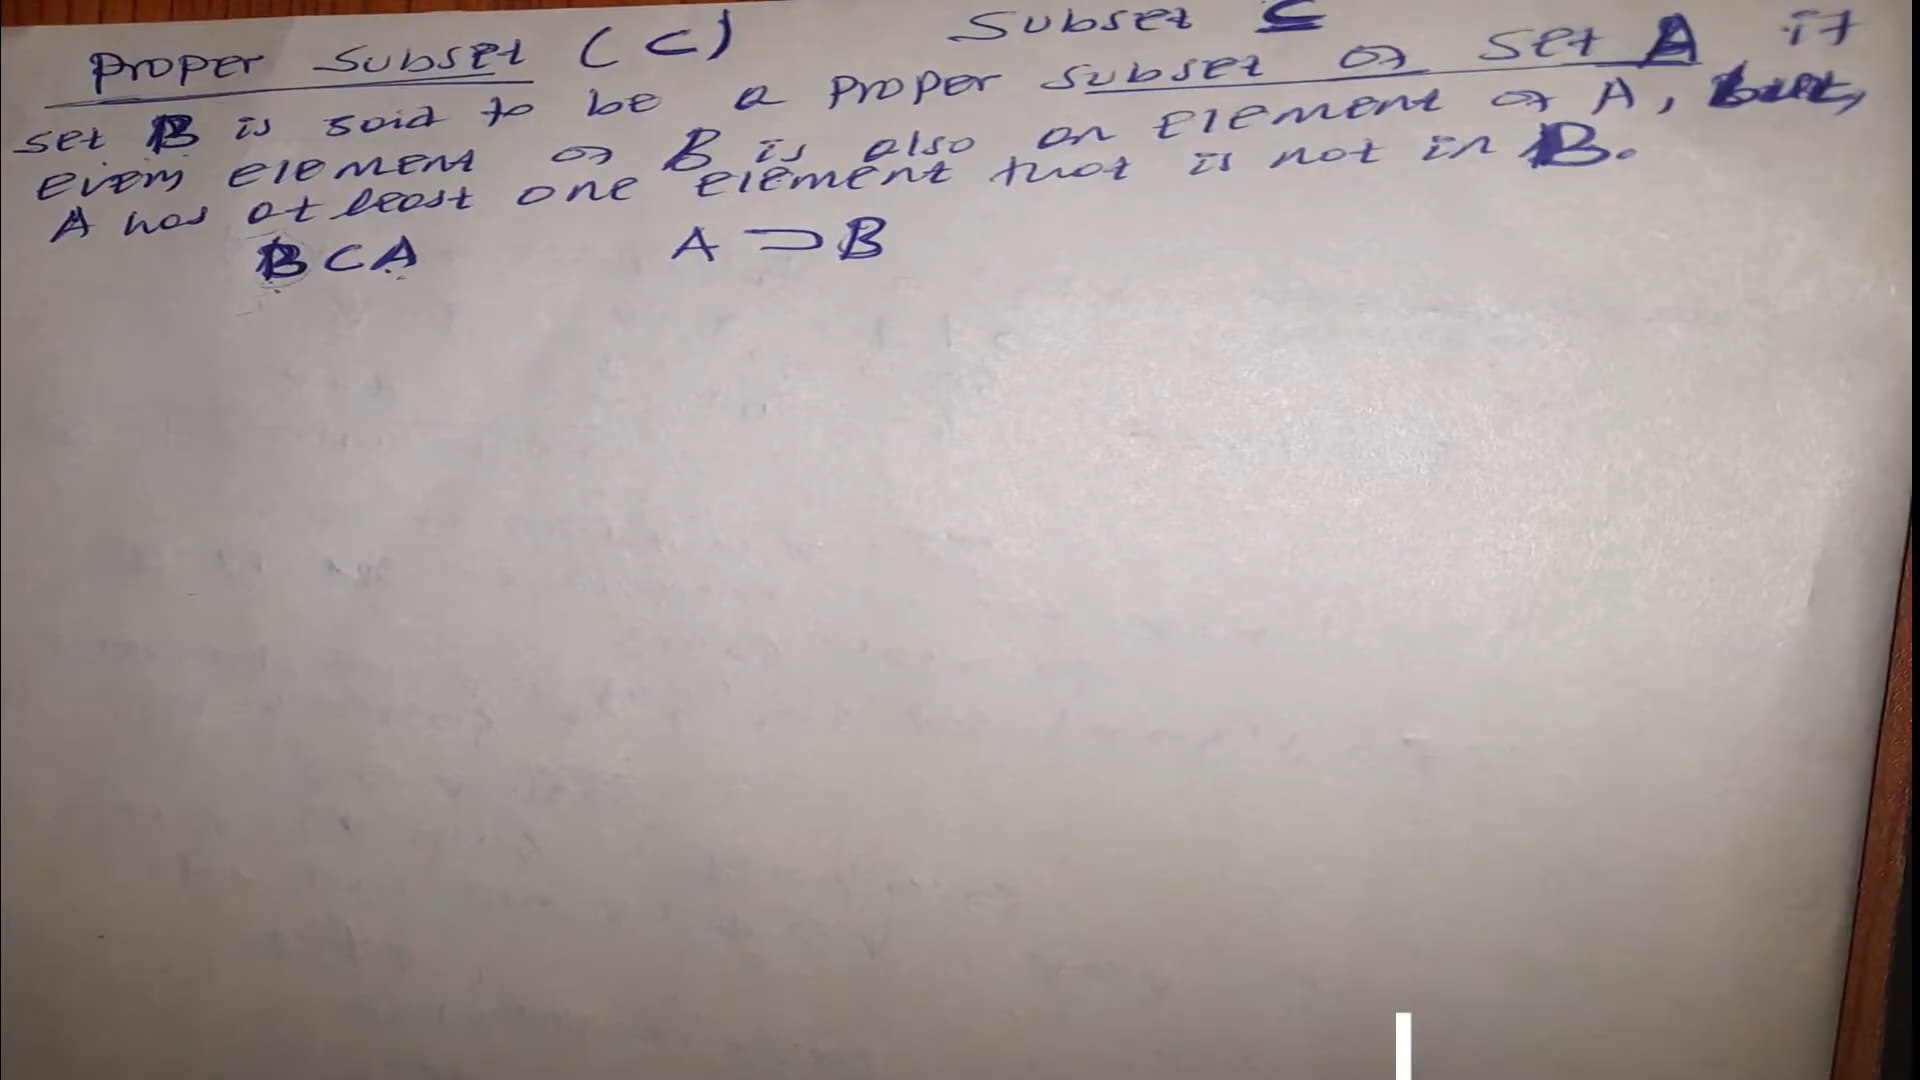 Proper Subset (⊂) Subset ⊆
set B is said to be a proper subset of set A if
every element of B is also an element of A, But,
A has at least one element that is not in B.
B ⊂ A A ⊃ B